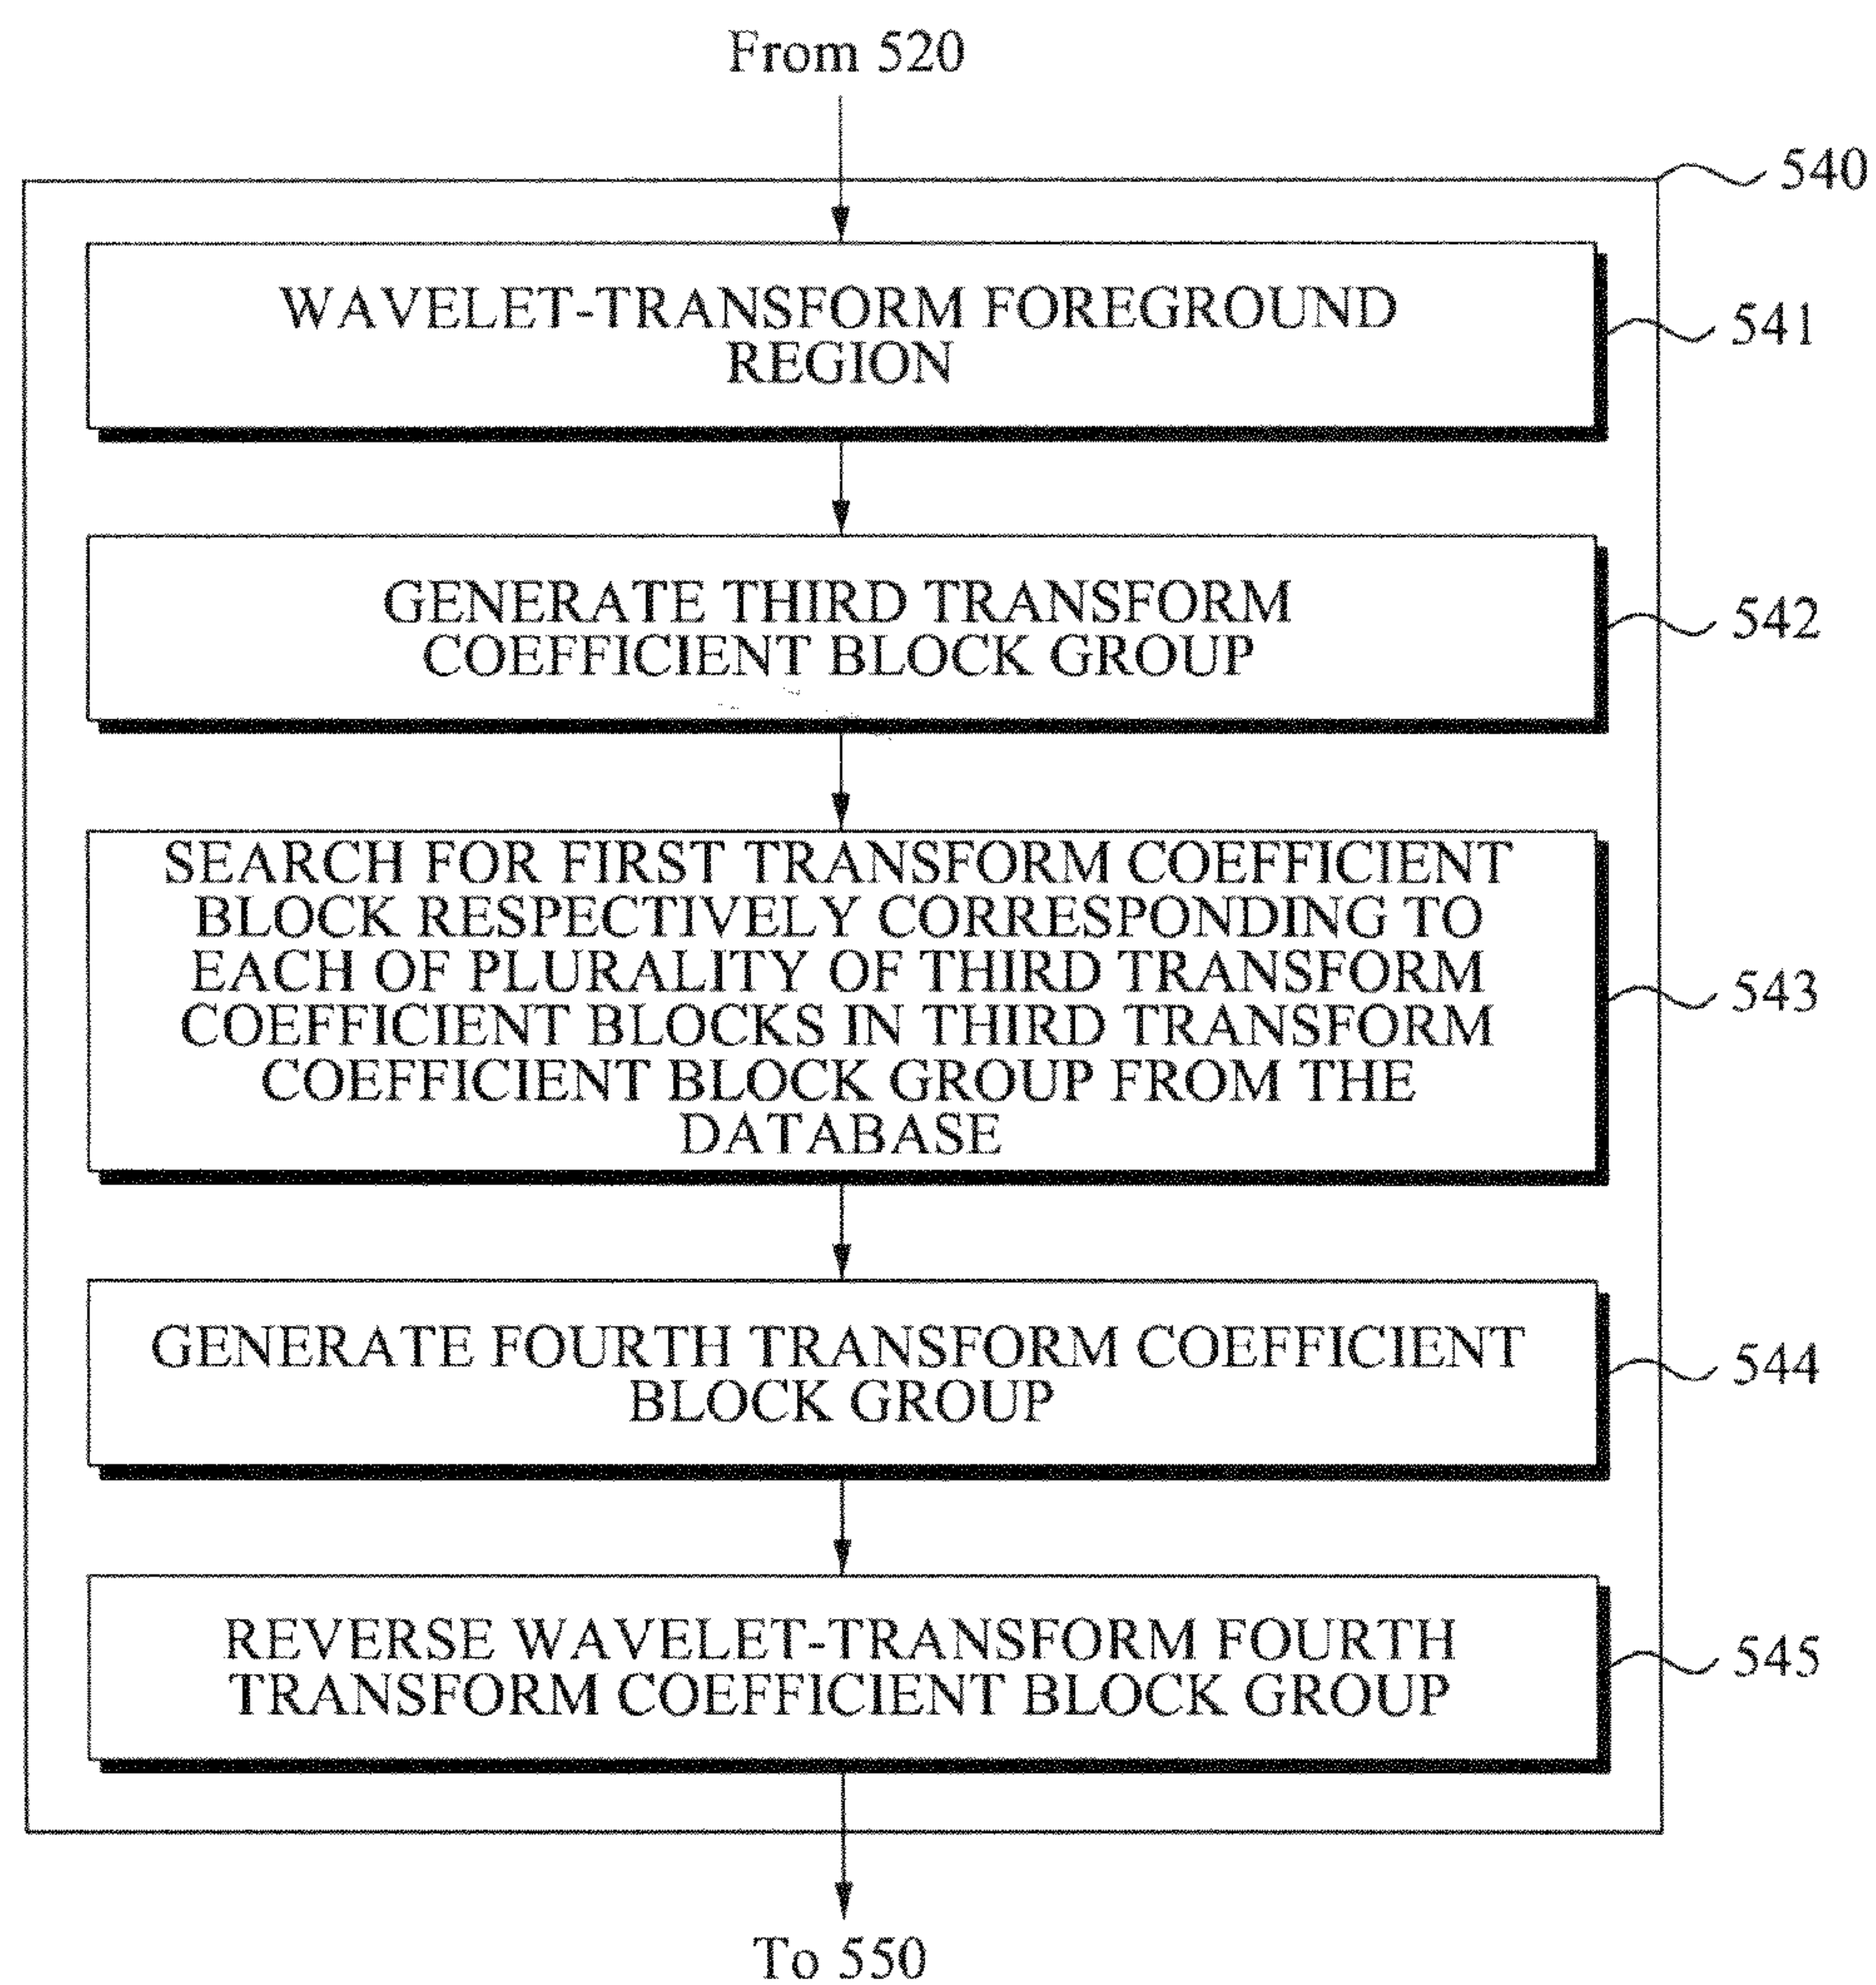 From 520
540
WAVELET-TRANSFORM FOREGROUND
REGION
541
GENERATE THIRD TRANSFORM
COEFFICIENT BLOCK GROUP
542
SEARCH FOR FIRST TRANSFORM COEFFICIENT
BLOCK RESPECTIVELY CORRESPONDING TO
EACH OF PLURALITY OF THIRD TRANSFORM
COEFFICIENT BLOCKS IN THIRD TRANSFORM
COEFFICIENT BLOCK GROUP FROM THE
DATABASE
543
GENERATE FOURTH TRANSFORM COEFFICIENT
BLOCK GROUP
544
REVERSE WAVELET-TRANSFORM FOURTH
TRANSFORM COEFFICIENT BLOCK GROUP
545
To 550